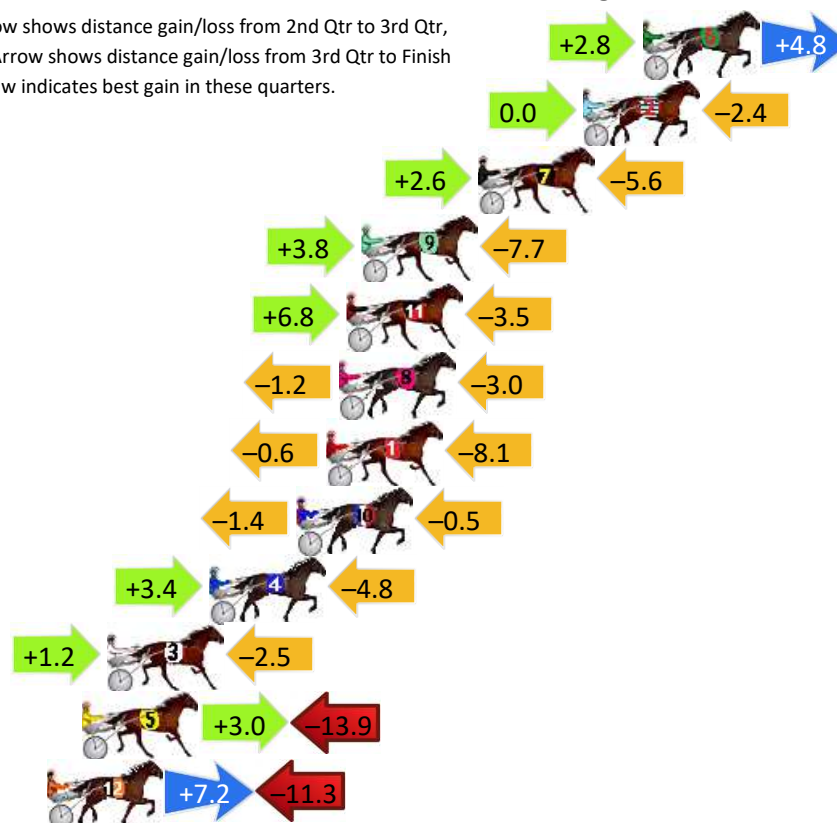 ow shows distance gain/loss from 2nd Qtr to 3rd Qtr,
Arrow shows distance gain/loss from 3rd Qtr to Finish
w indicates best gain in these quarters.
+2.8 6 +4.8
0.0 2 –2.4
+2.6 7 –5.6
+3.8 9 –7.7
+6.8 11 –3.5
–1.2 8 –3.0
–0.6 1 –8.1
–1.4 10 –0.5
+3.4 4 –4.8
+1.2 3 –2.5
5 +3.0 –13.9
12 +7.2 –11.3